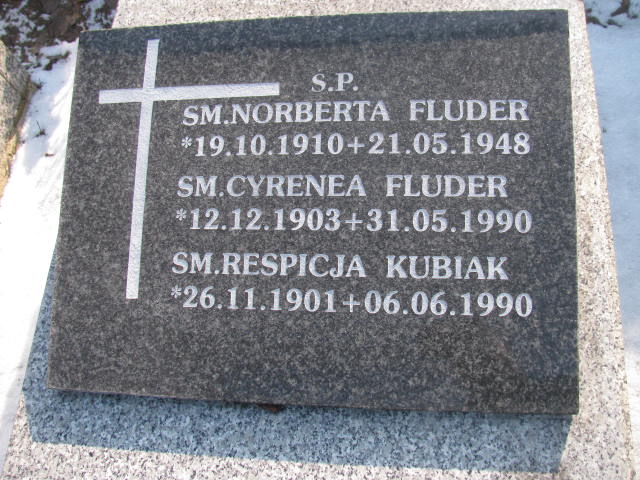 S.P.
SM.NORBERTA FLUDER
*19.10.1910+21.05.1948
SM.CYRENEA FLUDER
*12.12.1903+31.05.1990
SM.RESPICJA KUBIAK
*26.11.1901+06.06.1990